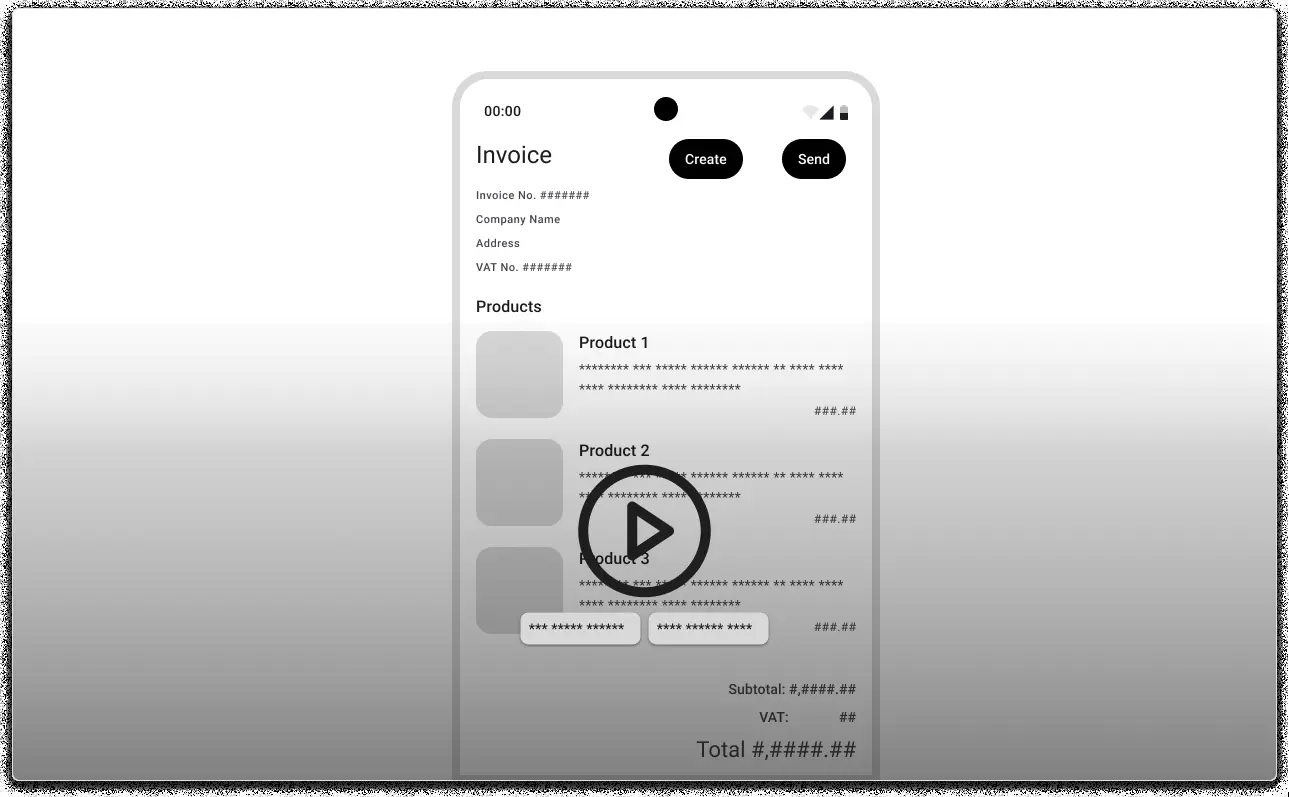 00:00
Invoice
Create
Send
Invoice No. #######
Company Name
Address
VAT No. #######
Products
Product 1
******** *** ***** ****** ****** ** **** ****
**** ******** **** ********
###.##
Product 2
******** *** ***** ****** ****** ** **** ****
**** ******** **** ********
###.##
Product 3
******** *** ***** ****** ****** ** **** ****
**** ******** **** ********
*** ***** ******
**** ****** ****
###.##
Subtotal: #,####.##
VAT: ##
Total #,####.##